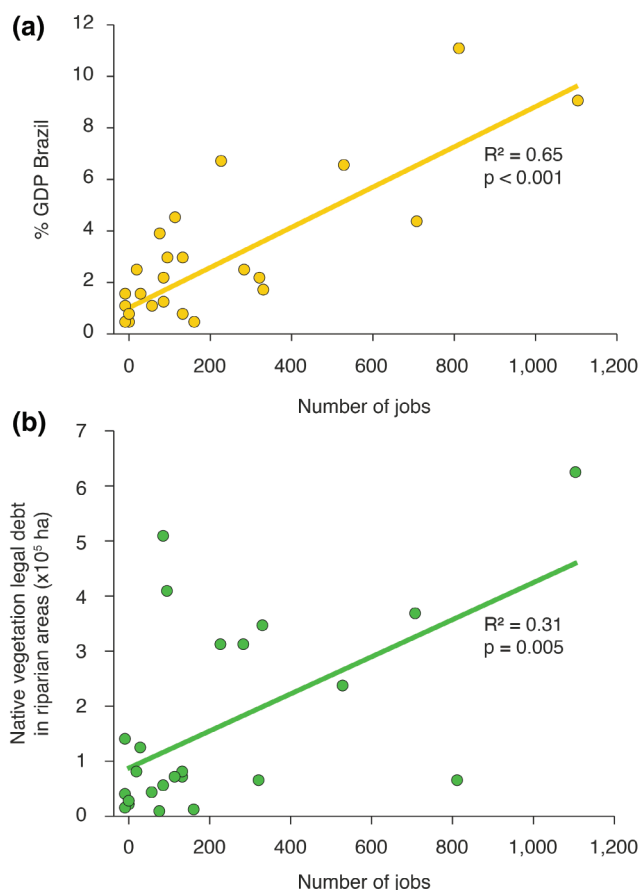 (a)
12
10
8
6
4
2
0
% GDP Brazil
R² = 0.65
p < 0.001
0 200 400 600 800 1,000 1,200
Number of jobs
(b)
7
6
5
4
3
2
1
0
Native vegetation legal debt
in riparian areas (x10⁵ ha)
R² = 0.31
p = 0.005
0 200 400 600 800 1,000 1,200
Number of jobs